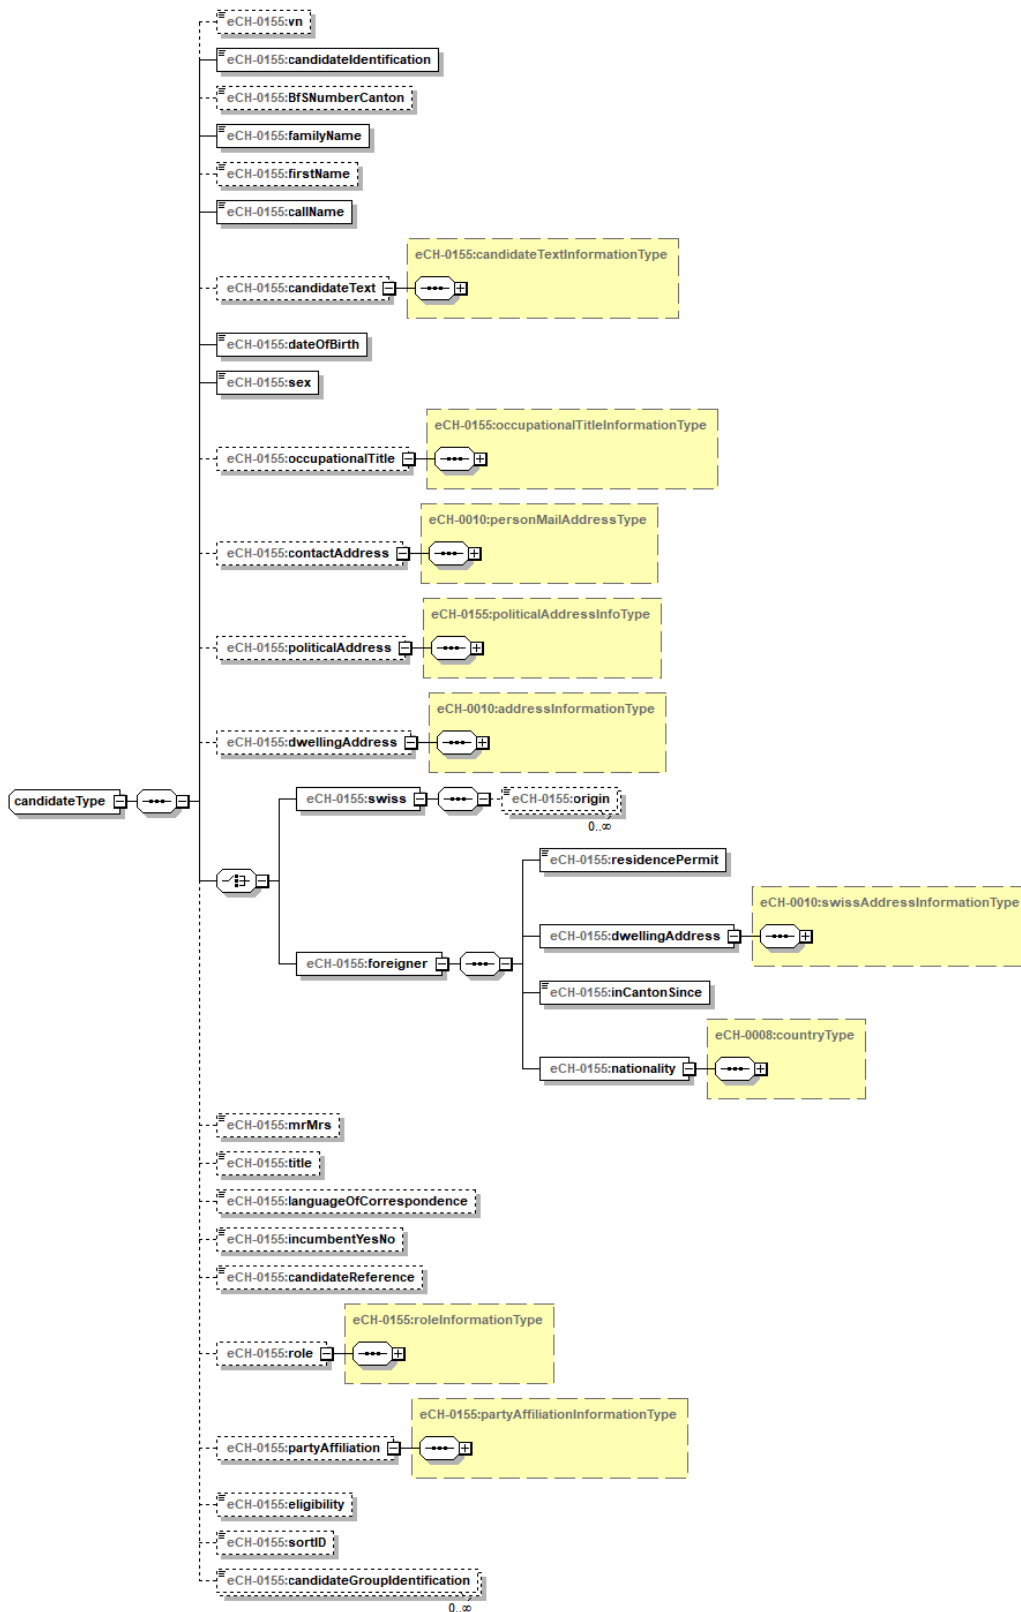 eCH-0155:vn
eCH-0155:candidateIdentification
eCH-0155:BfSNumberCanton
eCH-0155:familyName
eCH-0155:firstName
eCH-0155:callName
eCH-0155:candidateTextInformationType
eCH-0155:candidateText
eCH-0155:dateOfBirth
eCH-0155:sex
eCH-0155:occupationalTitleInformationType
eCH-0155:occupationalTitle
eCH-0010:personMailAddressType
eCH-0155:contactAddress
eCH-0155:politicalAddressInfoType
eCH-0155:politicalAddress
eCH-0010:addressInformationType
eCH-0155:dwellingAddress
candidateType
eCH-0155:swiss
eCH-0155:origin
0..∞
eCH-0155:residencePermit
eCH-0010:swissAddressInformationType
eCH-0155:dwellingAddress
eCH-0155:foreigner
eCH-0155:inCantonSince
eCH-0008:countryType
eCH-0155:nationality
eCH-0155:mrMrs
eCH-0155:title
eCH-0155:languageOfCorrespondence
eCH-0155:incumbentYesNo
eCH-0155:candidateReference
eCH-0155:roleInformationType
eCH-0155:role
eCH-0155:partyAffiliationInformationType
eCH-0155:partyAffiliation
eCH-0155:eligibility
eCH-0155:sortID
eCH-0155:candidateGroupIdentification
0..∞